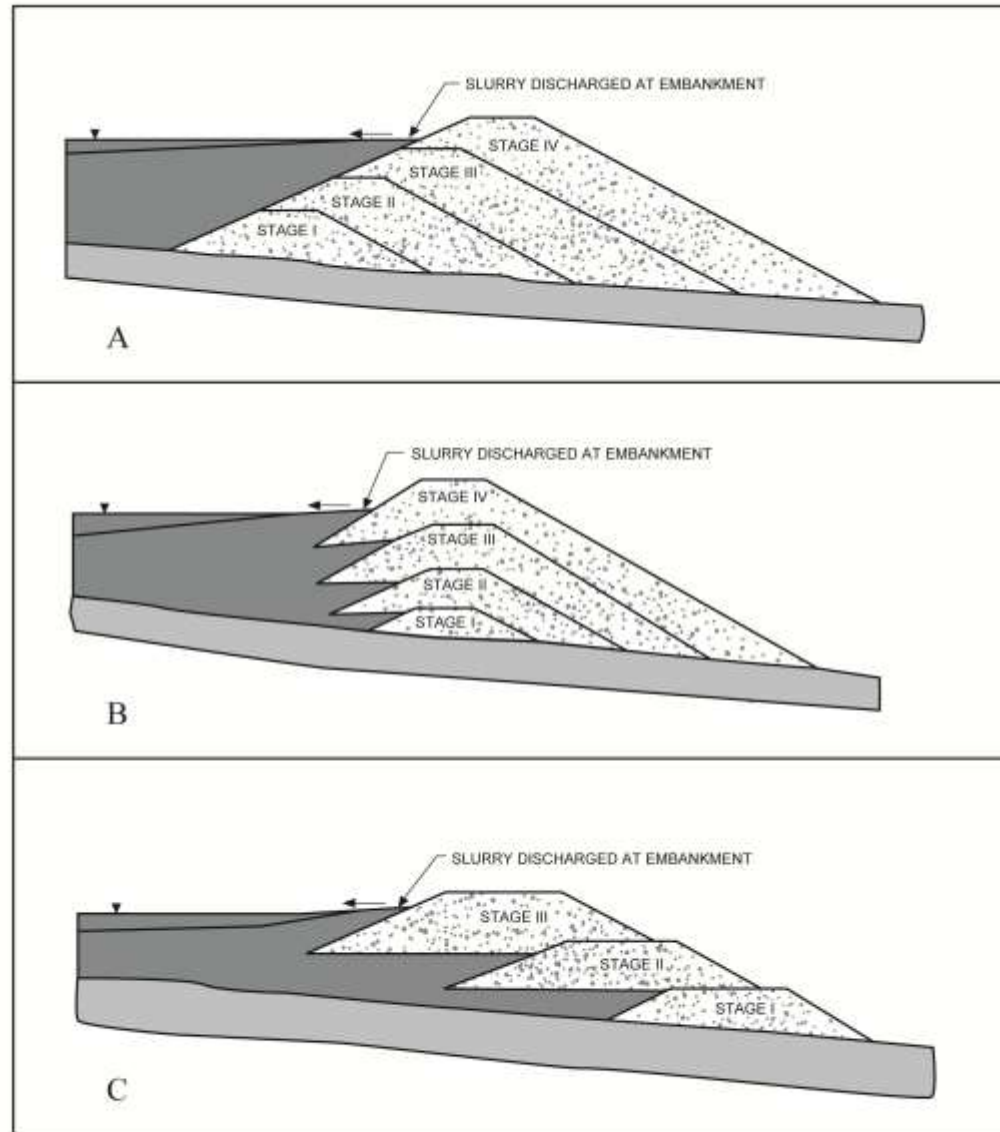 SLURRY DISCHARGED AT EMBANKMENT
STAGE IV
STAGE III
STAGE II
STAGE I
A
SLURRY DISCHARGED AT EMBANKMENT
STAGE IV
STAGE III
STAGE II
STAGE I
B
SLURRY DISCHARGED AT EMBANKMENT
STAGE III
STAGE II
STAGE I
C